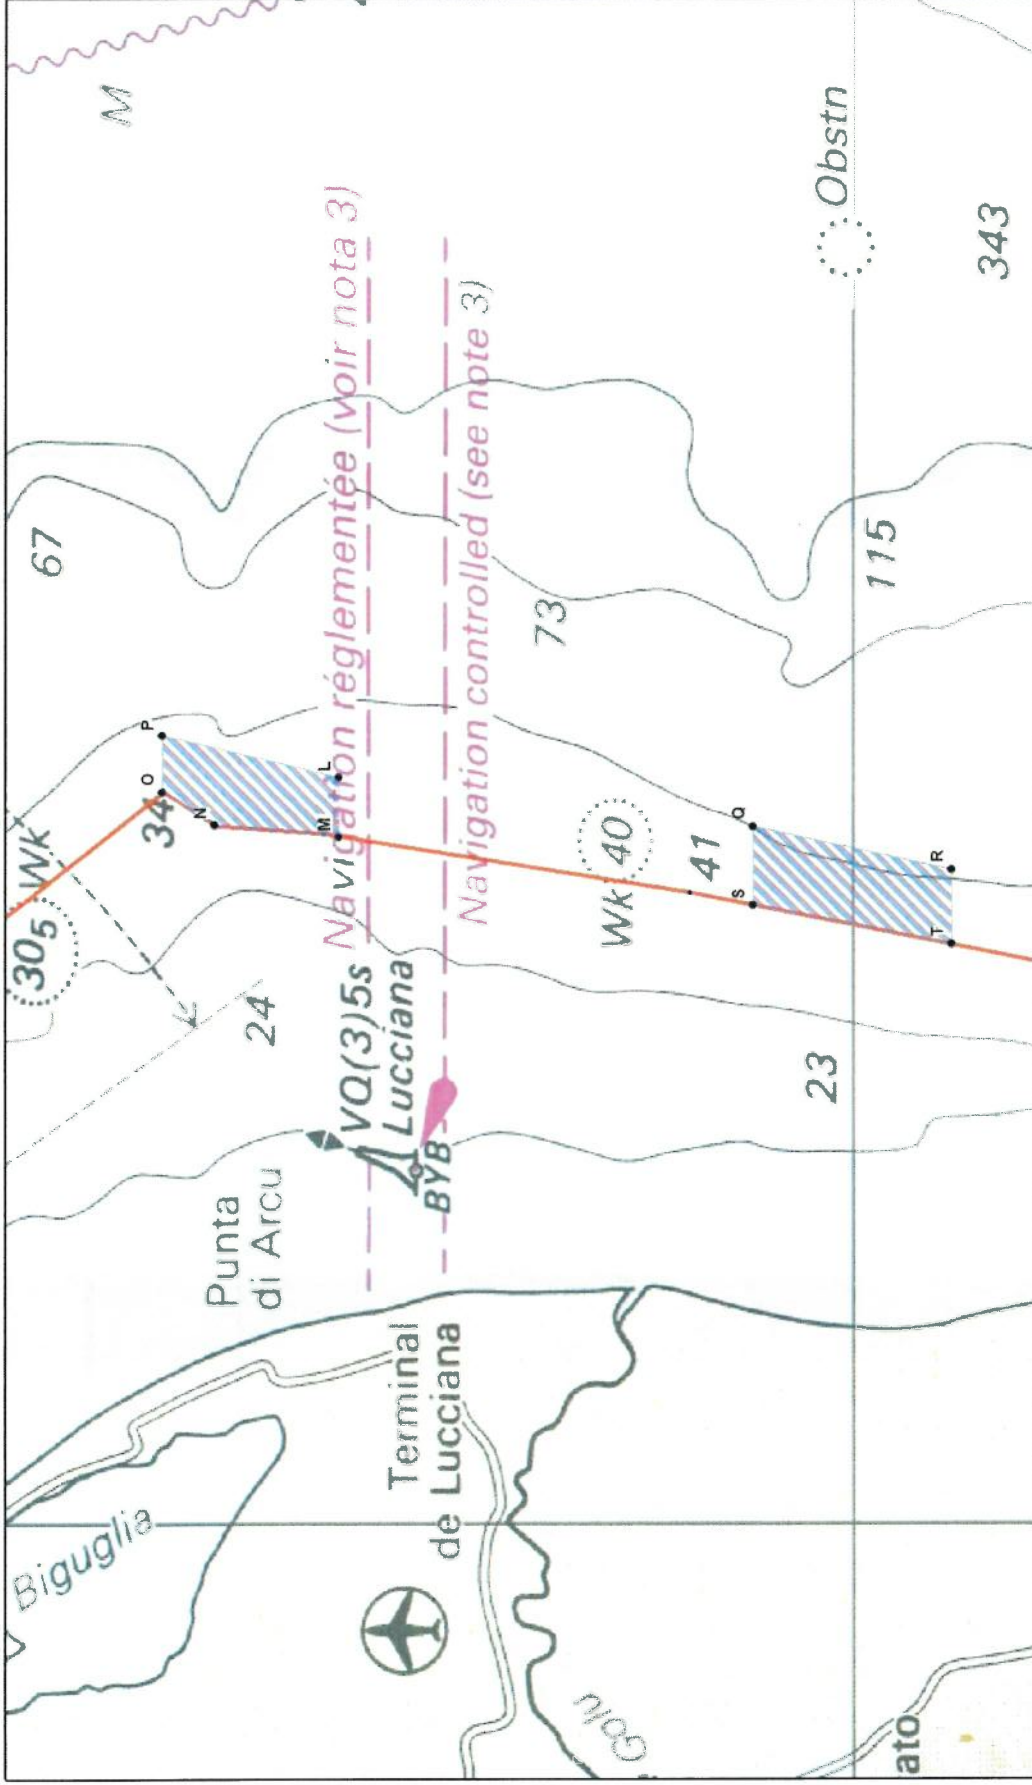 M
67
Wk
30₅
34
O
P
N
M
L
24
Navigation réglementée (voir nota 3)
Navigation controlled (see note 3)
VQ(3)5s
Lucciana
BYB
Punta
di Arcu
Biguglia
Terminal
de Lucciana
73
Wk
40
41
S
Q
T
R
23
115
Obstn
343
Golu
ato